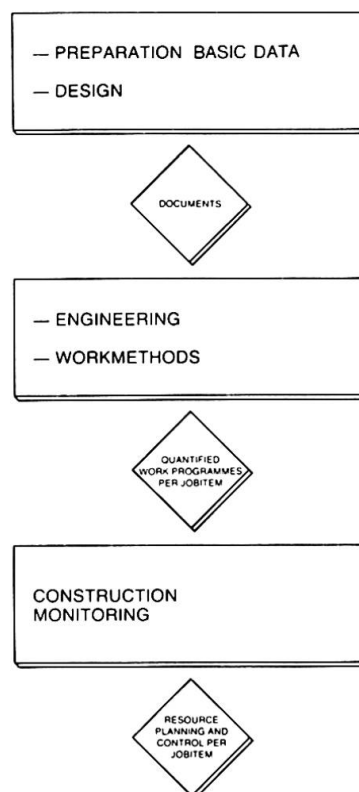 — PREPARATION BASIC DATA
— DESIGN
DOCUMENTS
— ENGINEERING
— WORKMETHODS
QUANTIFIED
WORK PROGRAMMES
PER JOBITEM
CONSTRUCTION
MONITORING
RESOURCE
PLANNING AND
CONTROL PER
JOBITEM